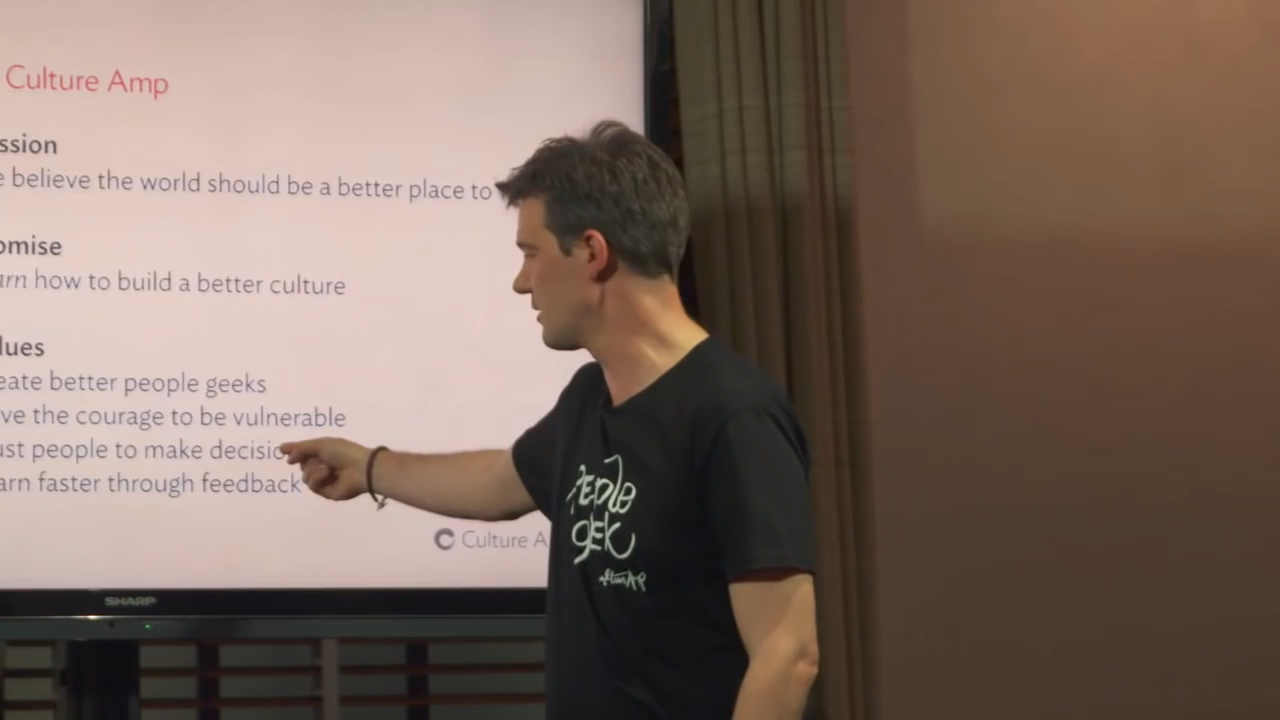 Culture Amp
ssion
e believe the world should be a better place to
omise
arn how to build a better culture
lues
eate better people geeks
ve the courage to be vulnerable
ust people to make decisio
arn faster through feedback
Culture A
SHARP
PEOPLE
gEEK